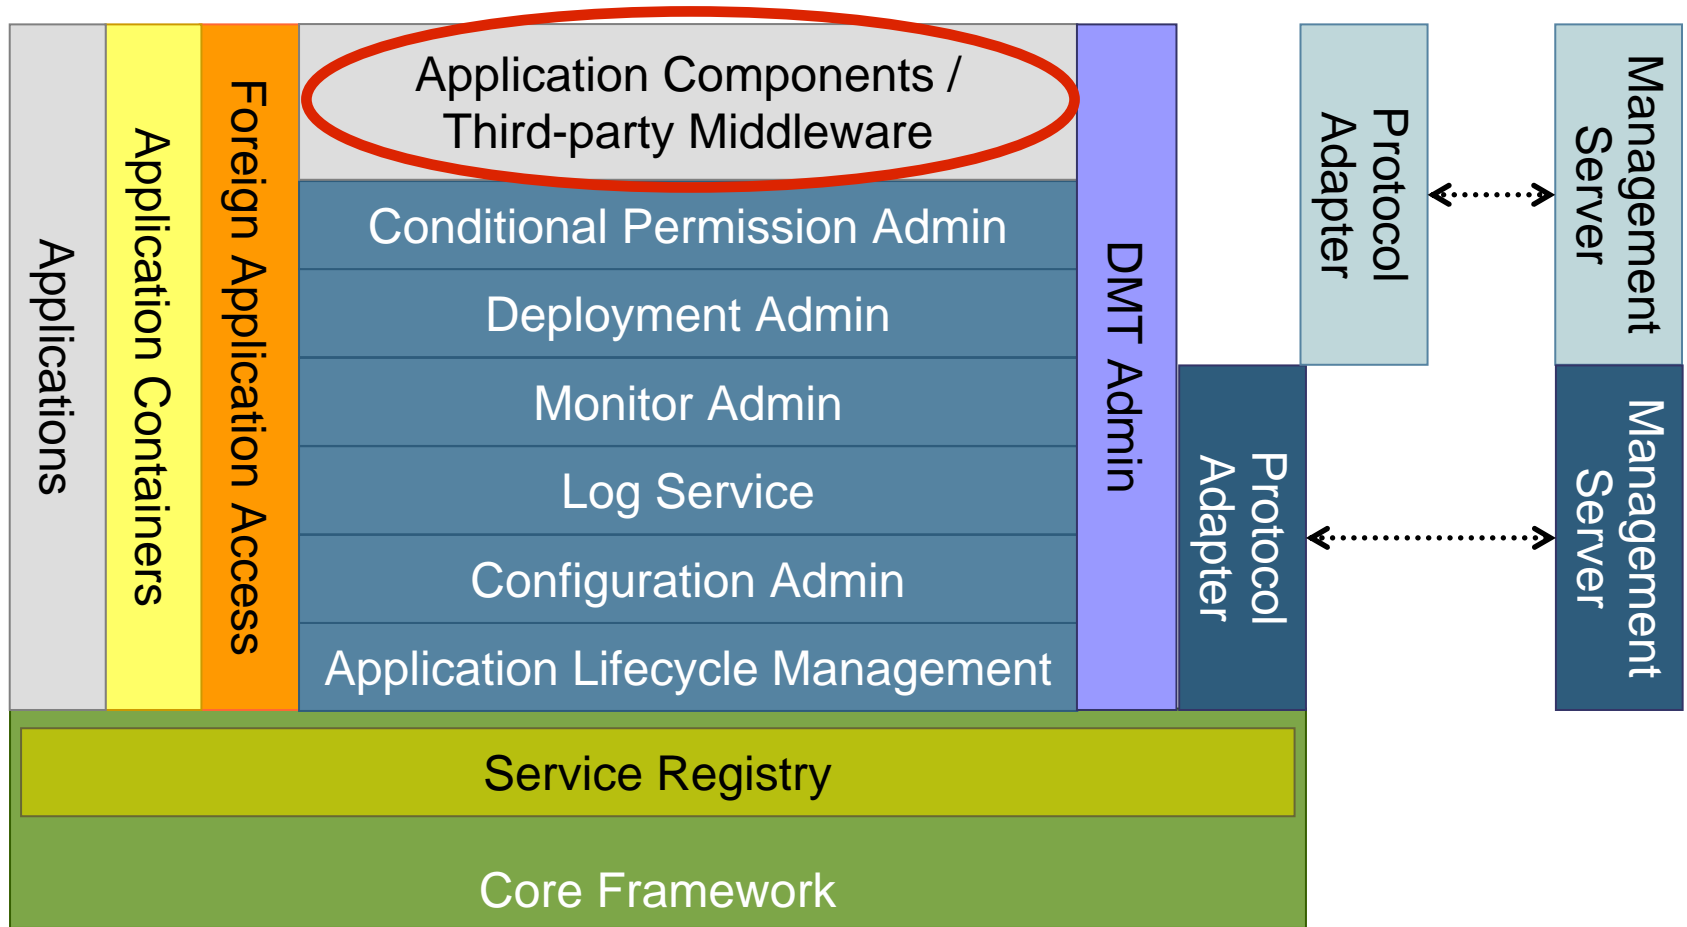 Applications
Application Containers
Foreign Application Access
Application Components /
Third-party Middleware
Conditional Permission Admin
Deployment Admin
Monitor Admin
Log Service
Configuration Admin
Application Lifecycle Management
DMT Admin
Protocol
Adapter
Management
Server
Protocol
Adapter
Management
Server
Service Registry
Core Framework